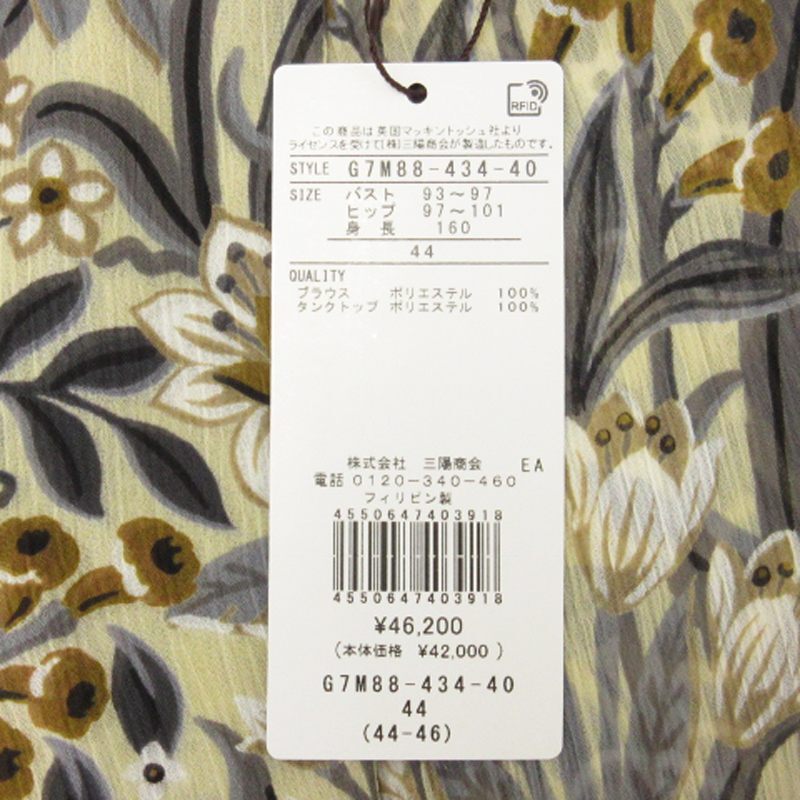 RFID
この商品は英国マッキントッシュ社より
ライセンスを受けて[株]三陽商会が製造したものです。
STYLE G7M88-434-40
SIZE バスト 93～97
ヒップ 97～101
身長 160
44
QUALITY
ブラウス ポリエステル 100%
タンクトップ ポリエステル 100%
株式会社 三陽商会 EA
電話 0120-340-460
フィリピン製
4550647403918
4550647403918
¥46,200
(本体価格 ¥42,000 )
G7M88-434-40
44
(44-46)